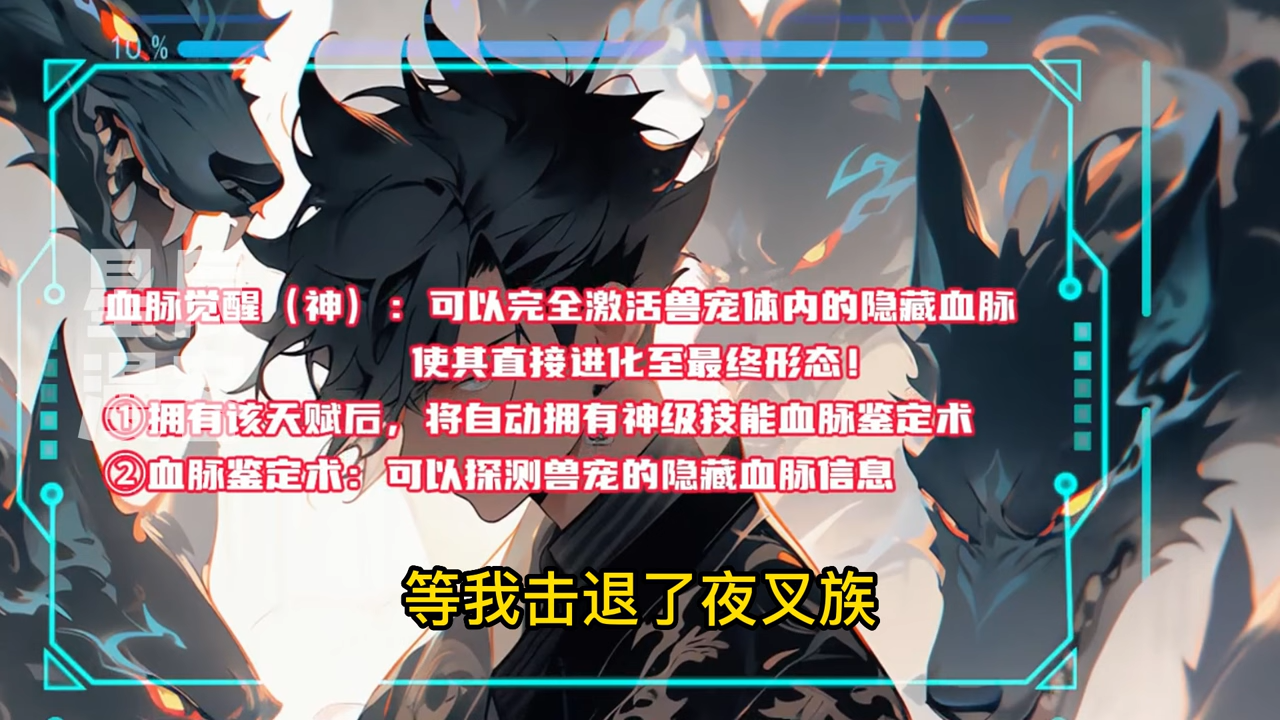 10 %
血脉觉醒（神）：可以完全激活兽宠体内的隐藏血脉
使其直接进化至最终形态！
①拥有该天赋后，将自动拥有神级技能血脉鉴定术
②血脉鉴定术：可以探测兽宠的隐藏血脉信息
等我击退了夜叉族